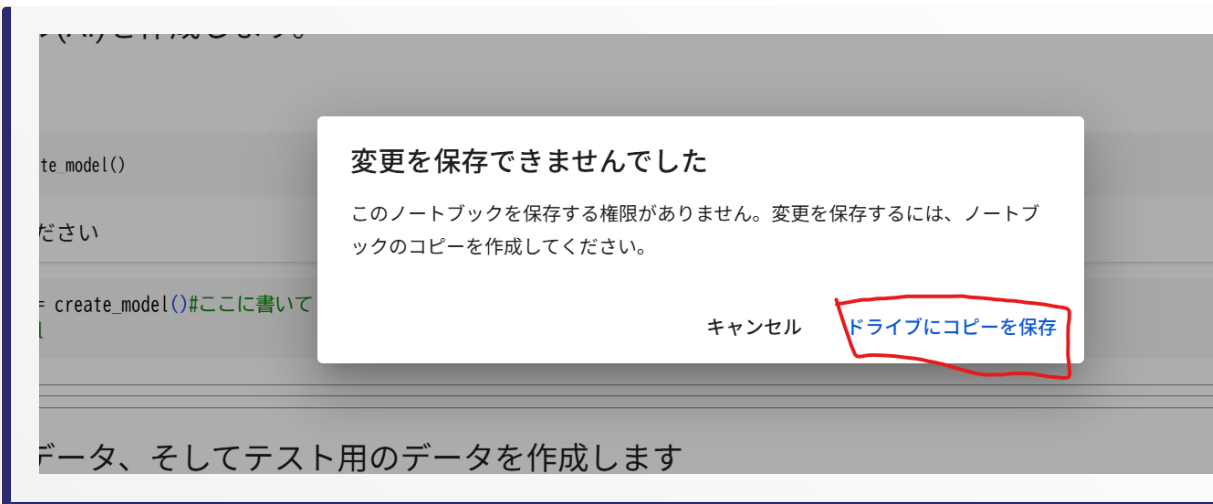 を作成します。
変更を保存できませんでした
te_model()
このノートブックを保存する権限がありません。変更を保存するには、ノートブ
ださい
ックのコピーを作成してください。
= create_model()#ここに書いて
キャンセル ドライブにコピーを保存
データ、そしてテスト用のデータを作成します